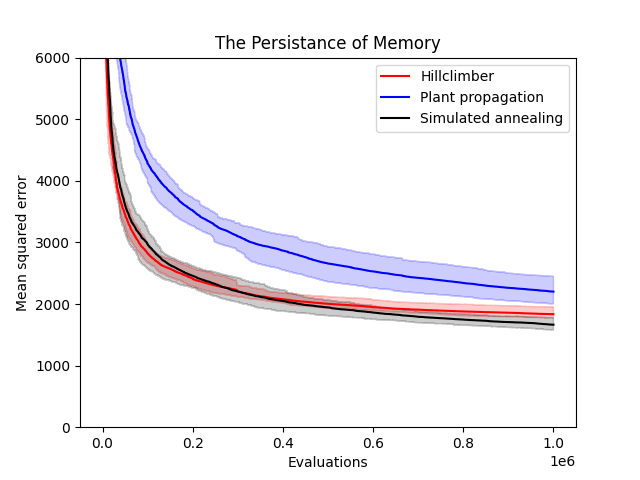 The Persistance of Memory
Hillclimber
Plant propagation
Simulated annealing
6000
5000
4000
3000
2000
1000
0
Mean squared error
0.0 0.2 0.4 0.6 0.8 1.0
1e6
Evaluations